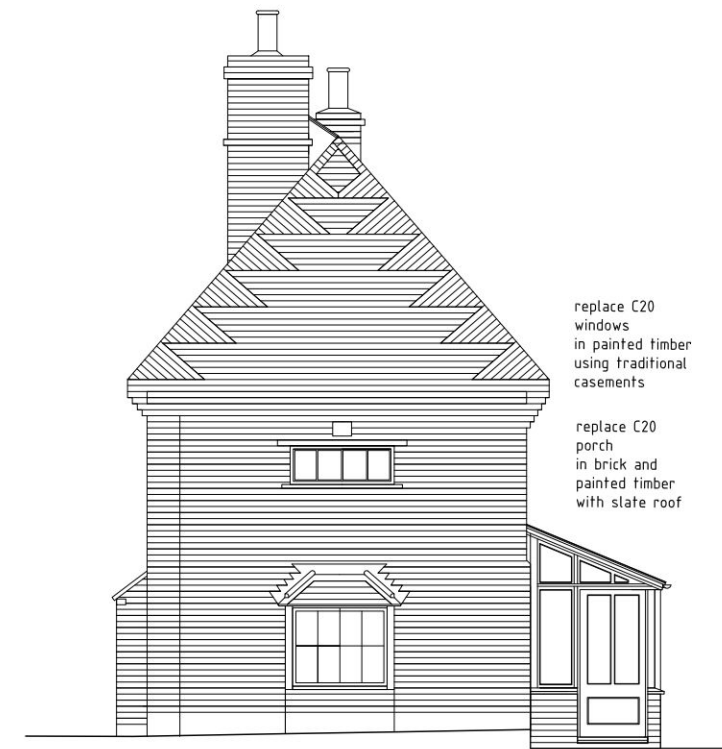 replace C20
windows
in painted timber
using traditional
casements
replace C20
porch
in brick and
painted timber
with slate roof